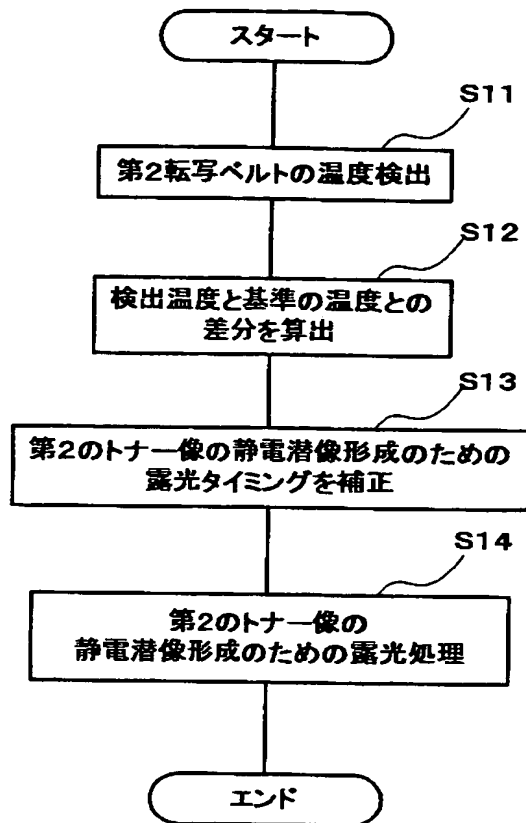 スタート
S11
第2転写ベルトの温度検出
S12
検出温度と基準の温度との
差分を算出
S13
第2のトナー像の静電潜像形成のための
露光タイミングを補正
S14
第2のトナー像の
静電潜像形成のための露光処理
エンド